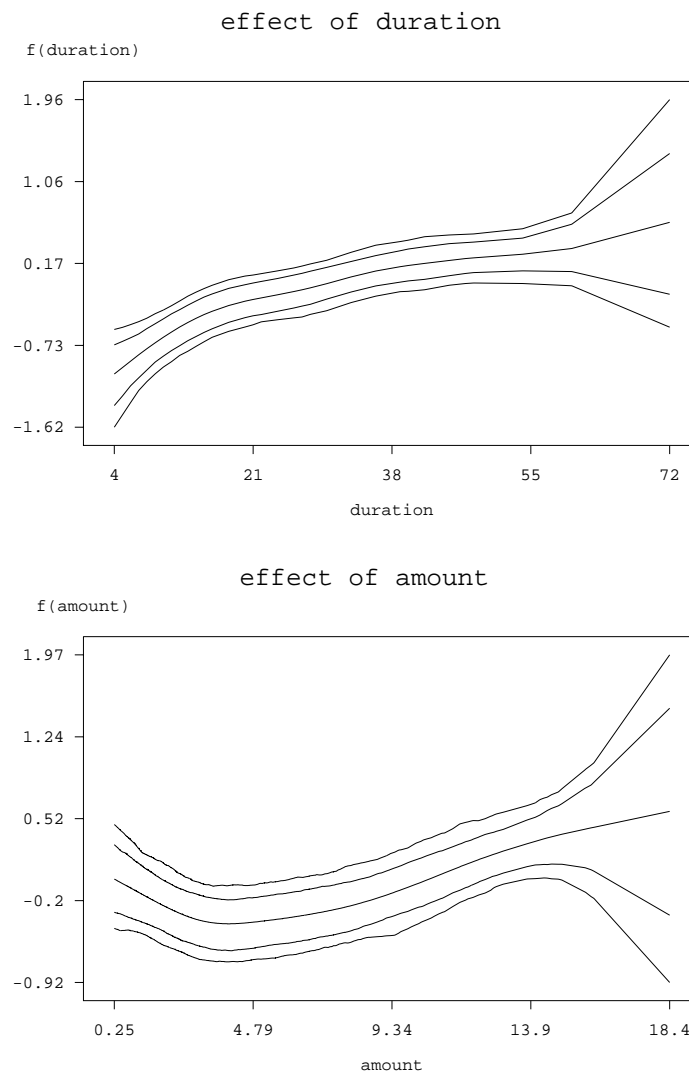 effect of duration
f(duration)
1.96
1.06
0.17
-0.73
-1.62
4 21 38 55 72
duration
effect of amount
f(amount)
1.97
1.24
0.52
-0.2
-0.92
0.25 4.79 9.34 13.9 18.4
amount